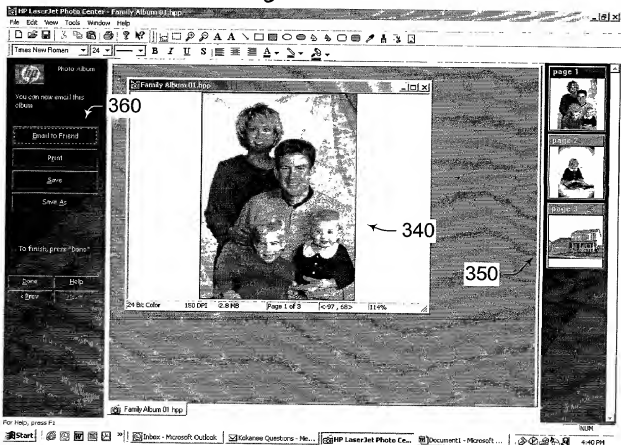 HP LaserJet Photo Center - Family Album 01.hpp
File Edit View Tools Window Help
Times New Roman 24 B I U S A
hp Photo Album
You can now email this
album
360
Email to Friend
Print
Save
Save As
To finish, press "Done"
Done Help
< Prev
Family Album 01.hpp
340
24 Bit Color 150 DPI 2.8 MB Page 1 of 3 <-97, 68> 114%
350
page 1
page 2
page 3
Family Album 01.hpp
For Help, press F1
NUM
Start Inbox - Microsoft Outlook Kokanee Questions - Me... HP LaserJet Photo Ce... Document1 - Microsoft ... 4:40 PM